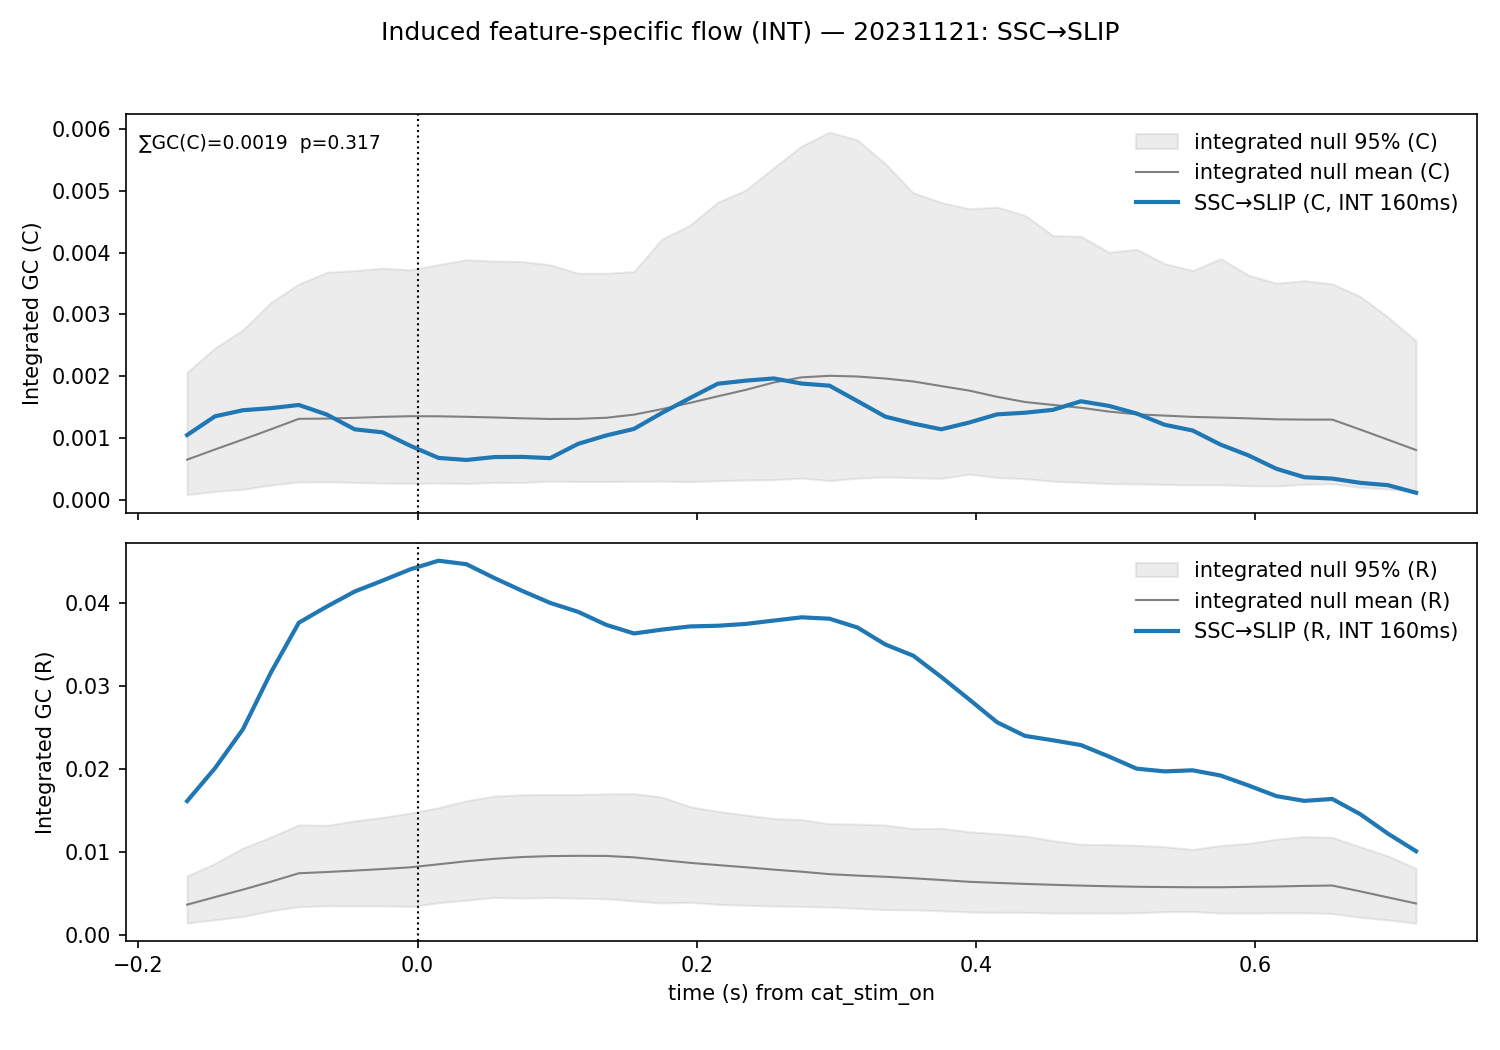 Induced feature-specific flow (INT) — 20231121: SSC→SLIP
∑GC(C)=0.0019  p=0.317
integrated null 95% (C)
integrated null mean (C)
SSC→SLIP (C, INT 160ms)
Integrated GC (C)
0.006
0.005
0.004
0.003
0.002
0.001
0.000
integrated null 95% (R)
integrated null mean (R)
SSC→SLIP (R, INT 160ms)
Integrated GC (R)
0.04
0.03
0.02
0.01
0.00
−0.2
0.0
0.2
0.4
0.6
time (s) from cat_stim_on